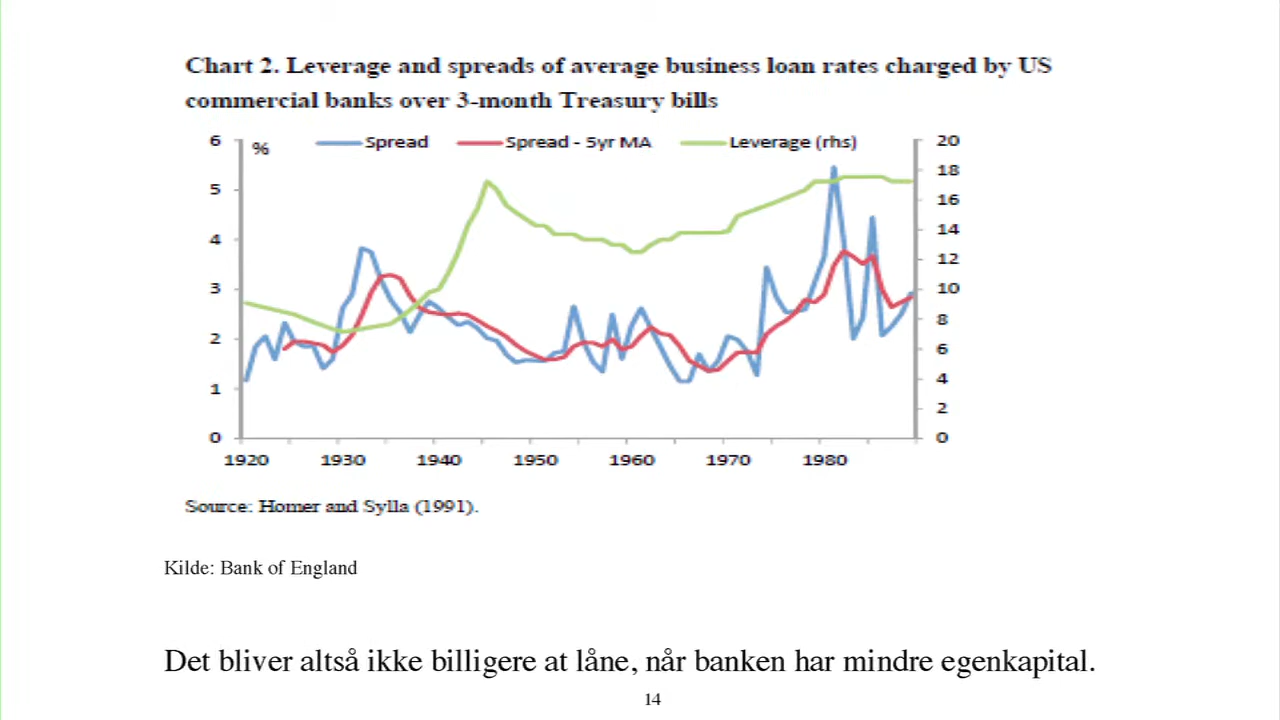 Chart 2. Leverage and spreads of average business loan rates charged by US
commercial banks over 3-month Treasury bills
6 % Spread Spread - 5yr MA Leverage (rhs) 20
18
5
16
4 14
12
3 10
8
2
6
1 4
2
0 0
1920 1930 1940 1950 1960 1970 1980
Source: Homer and Sylla (1991).
Kilde: Bank of England
Det bliver altså ikke billigere at låne, når banken har mindre egenkapital.
14